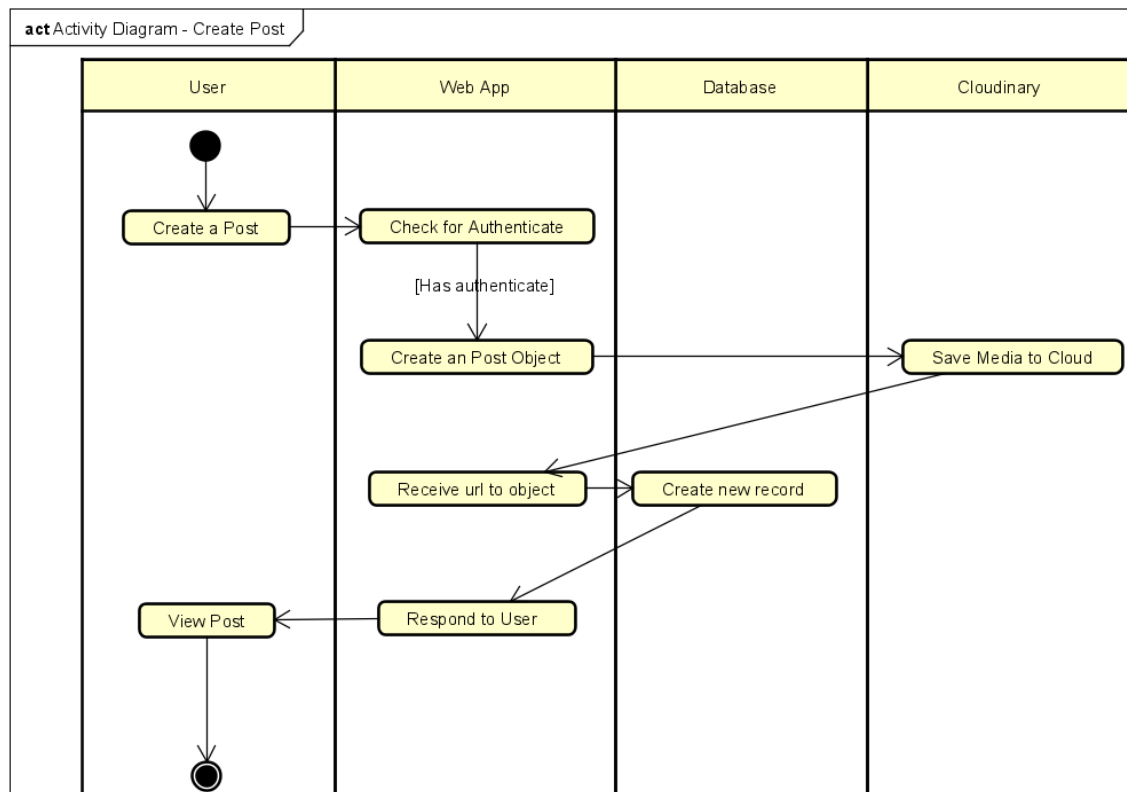 act Activity Diagram - Create Post
User
Web App
Database
Cloudinary
Create a Post
Check for Authenticate
[Has authenticate]
Create an Post Object
Save Media to Cloud
Receive url to object
Create new record
View Post
Respond to User